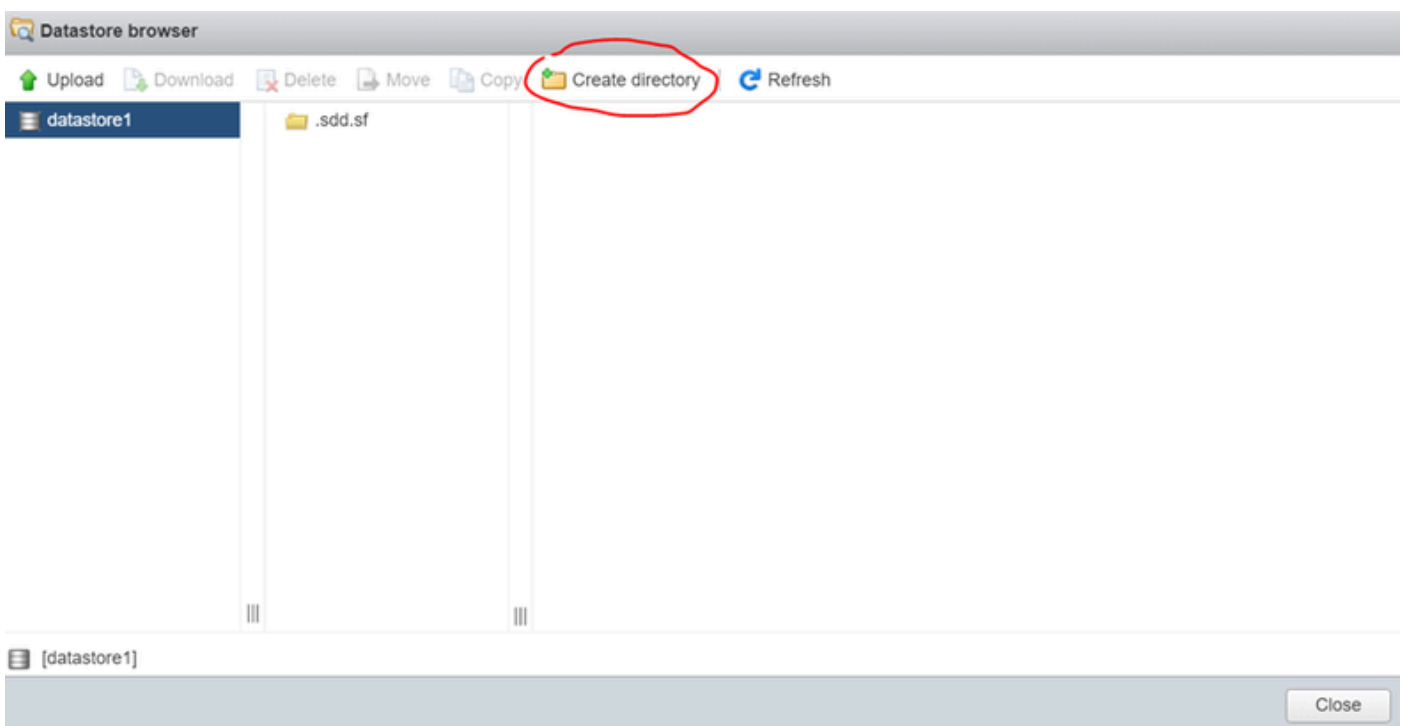 Datastore browser
Upload Download Delete Move Copy Create directory Refresh
datastore1 .sdd.sf
[datastore1]
Close